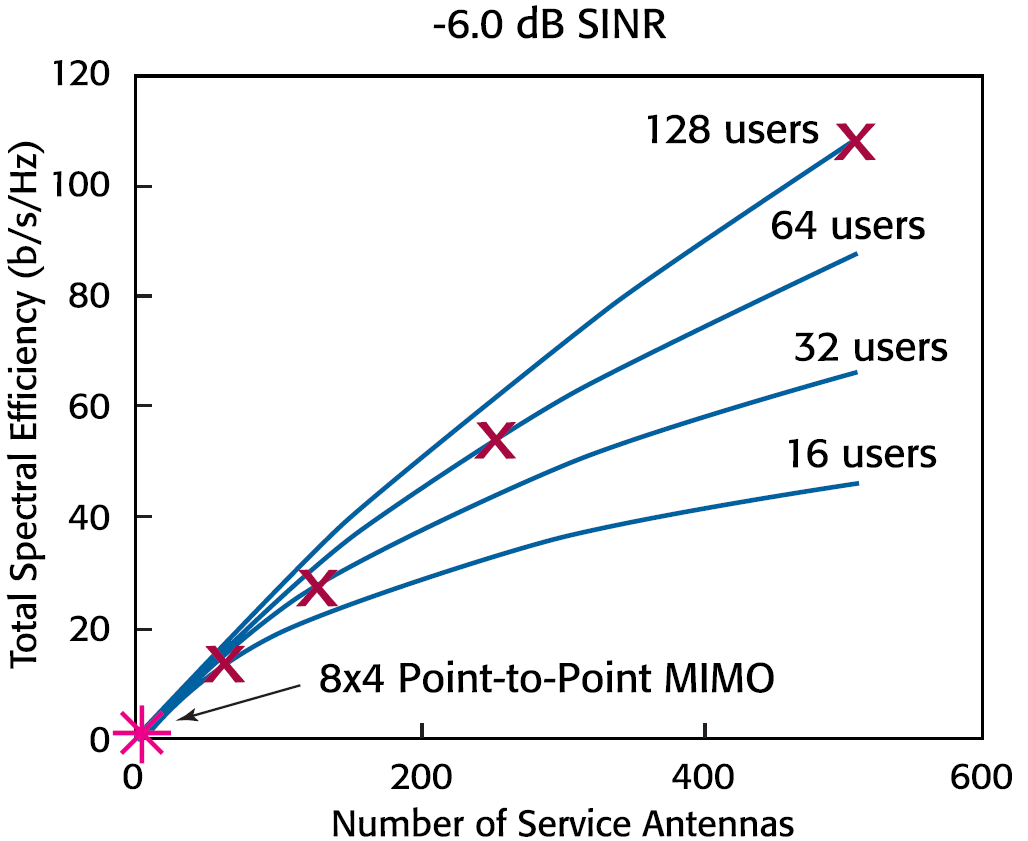 -6.0 dB SINR
120
100
80
60
40
20
0
Total Spectral Efficiency (b/s/Hz)
128 users
64 users
32 users
16 users
8x4 Point-to-Point MIMO
0 200 400 600
Number of Service Antennas